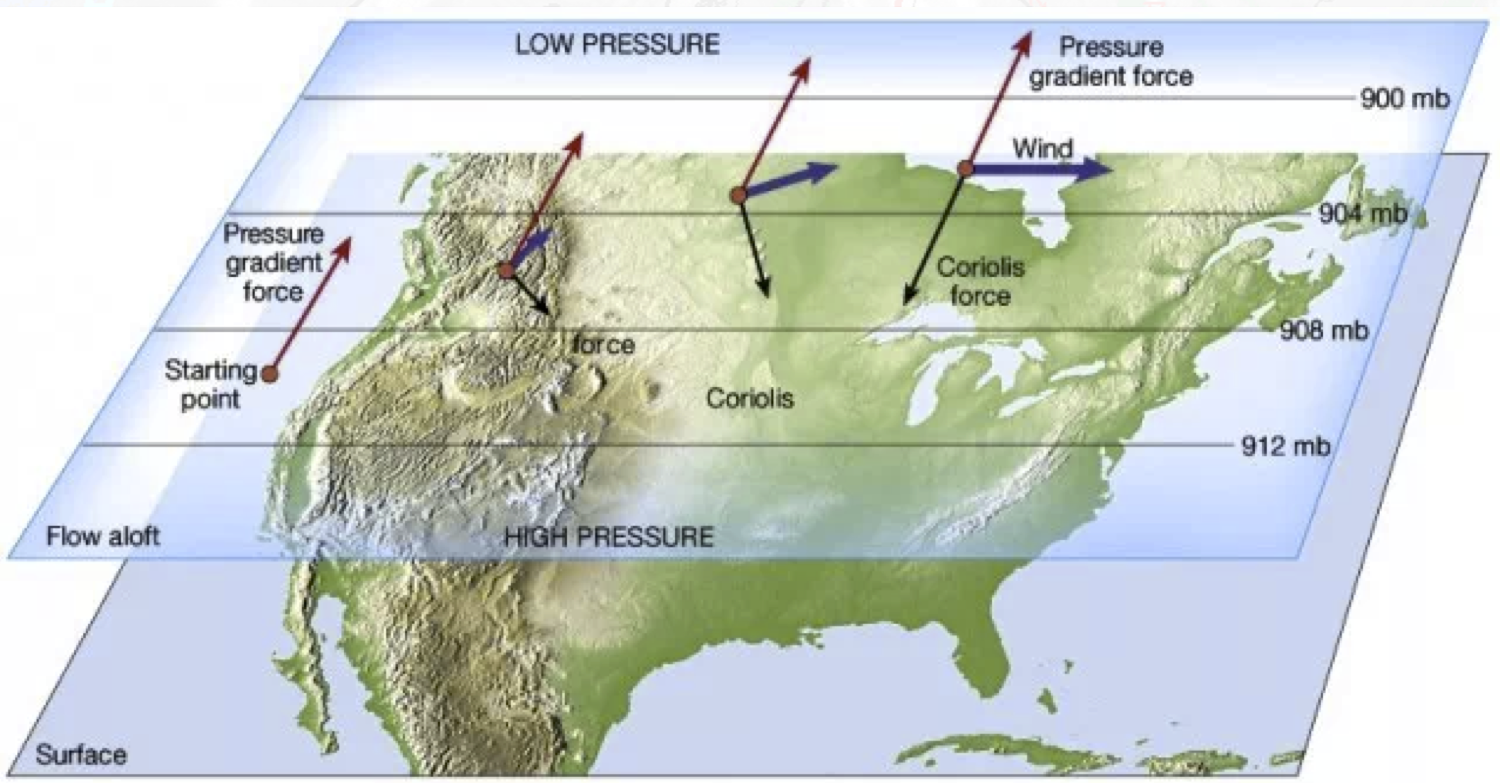 LOW PRESSURE
Pressure
gradient force
900 mb
Wind
904 mb
Pressure
gradient
force
Coriolis
force
908 mb
force
Starting
point
Coriolis
912 mb
Flow aloft
HIGH PRESSURE
Surface